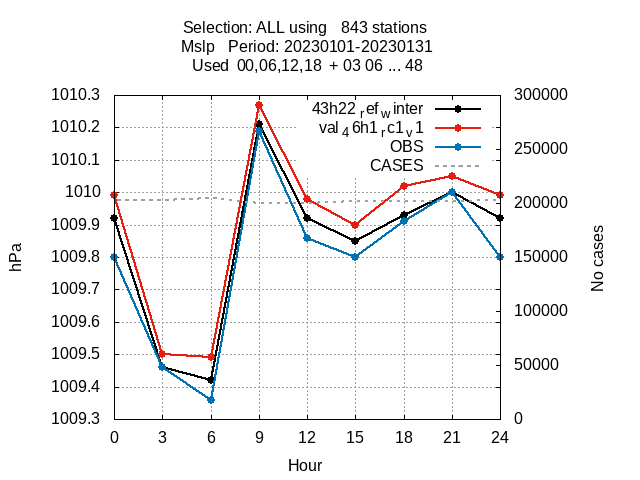 Selection: ALL using 843 stations
Mslp Period: 20230101-20230131
Used 00,06,12,18 + 03 06 ... 48
1010.3
1010.2
1010.1
1010
1009.9
1009.8
1009.7
1009.6
1009.5
1009.4
1009.3
300000
250000
200000
150000
100000
50000
0
43h22 refwinter
val46h1rc1v1
OBS
CASES
hPa
No cases
0 3 6 9 12 15 18 21 24
Hour